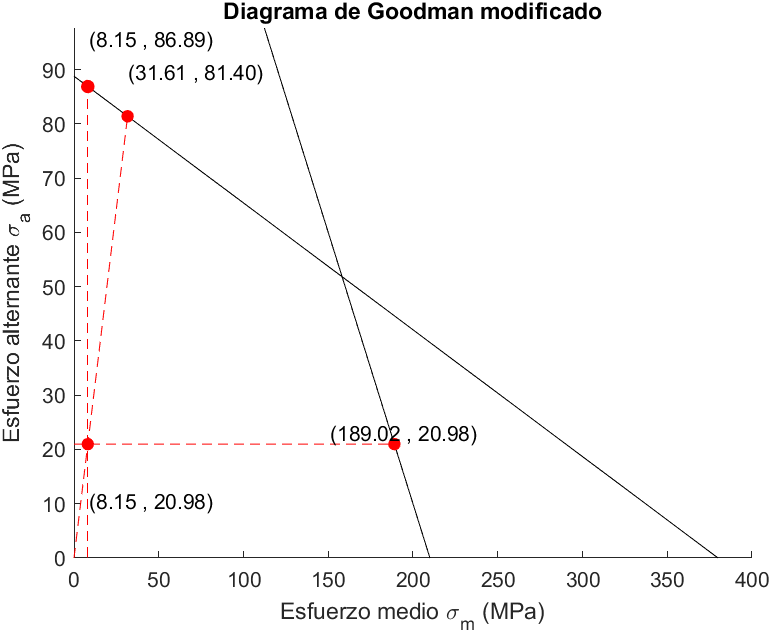 Diagrama de Goodman modificado
(8.15 , 86.89)
(31.61 , 81.40)
(189.02 , 20.98)
(8.15 , 20.98)
Esfuerzo alternante σa (MPa)
90
80
70
60
50
40
30
20
10
0
0 50 100 150 200 250 300 350 400
Esfuerzo medio σm (MPa)